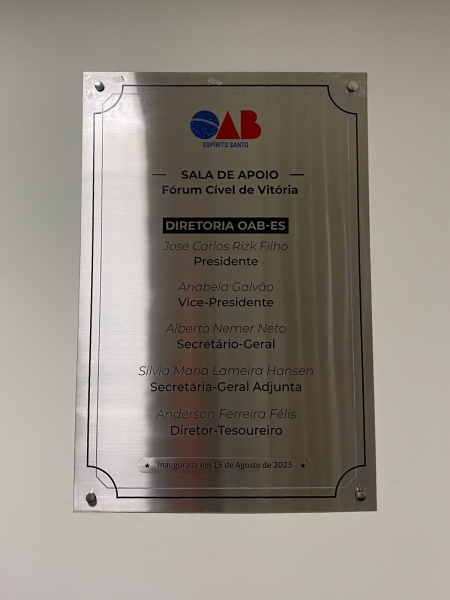 OAB
ESPÍRITO SANTO
SALA DE APOIO
Fórum Cível de Vitória
DIRETORIA OAB-ES
José Carlos Rizk Filho
Presidente
Anabela Galvão
Vice-Presidente
Alberto Nemer Neto
Secretário-Geral
Silvia Maria Lameira Hansen
Secretária-Geral Adjunta
Anderson Ferreira Félis
Diretor-Tesoureiro
Inaugurada em 15 de Agosto de 2023